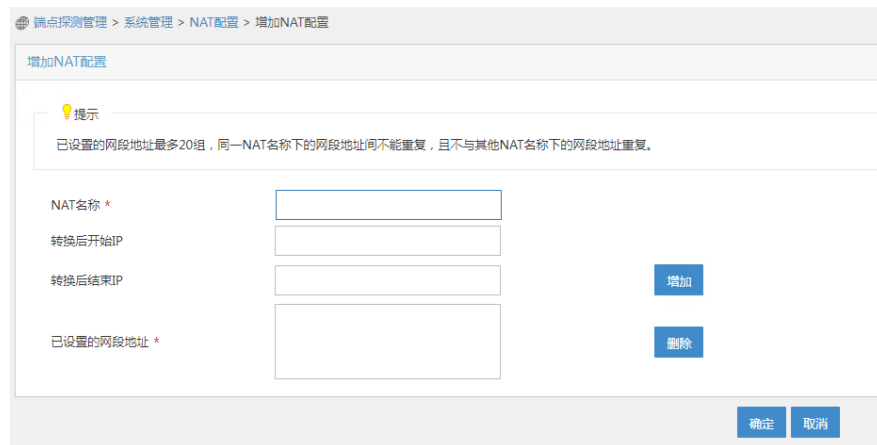 端点探测管理 > 系统管理 > NAT配置 > 增加NAT配置
增加NAT配置
提示
已设置的网段地址最多20组，同一NAT名称下的网段地址间不能重复，且不与其他NAT名称下的网段地址重复。
NAT名称 *
转换后开始IP
转换后结束IP
增加
已设置的网段地址 *
删除
确定 取消